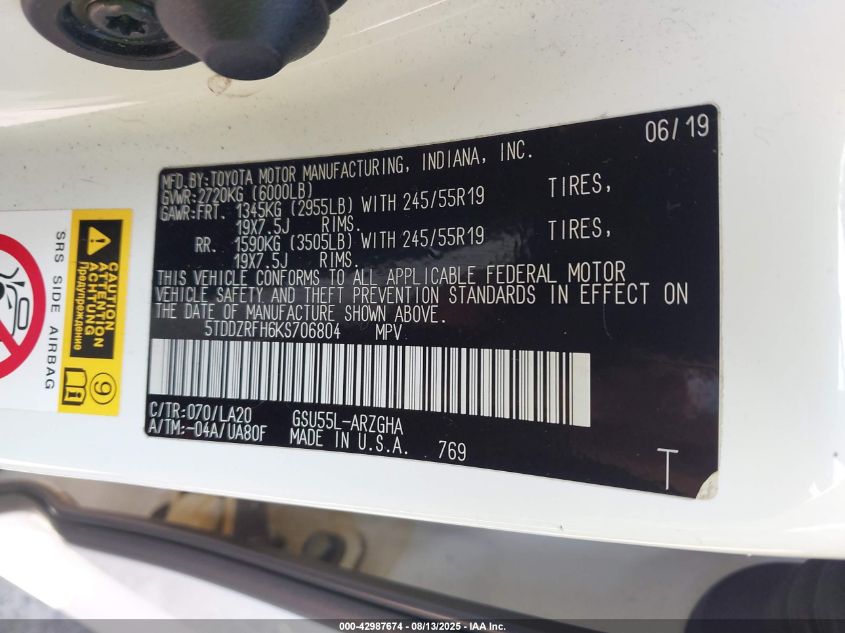 06/19
MFD.BY:TOYOTA MOTOR MANUFACTURING, INDIANA, INC.
GVWR:2720KG (6000LB)
GAWR:FRT. 1345KG (2955LB) WITH 245/55R19 TIRES,
19X7.5J RIMS.
RR. 1590KG (3505LB) WITH 245/55R19 TIRES,
19X7.5J RIMS.
THIS VEHICLE CONFORMS TO ALL APPLICABLE FEDERAL MOTOR
VEHICLE SAFETY AND THEFT PREVENTION STANDARDS IN EFFECT ON
THE DATE OF MANUFACTURE SHOWN ABOVE.
5TDDZRFH6KS706804 MPV
C/TR:070/LA20 GSU55L-ARZGHA
A/TM:-04A/UA80F MADE IN U.S.A. 769
T
SRS SIDE AIRBAG
CAUTION
ATTENTION
ACHTUNG
Предупреждение
9
000-42987674 - 08/13/2025 - IAA Inc.